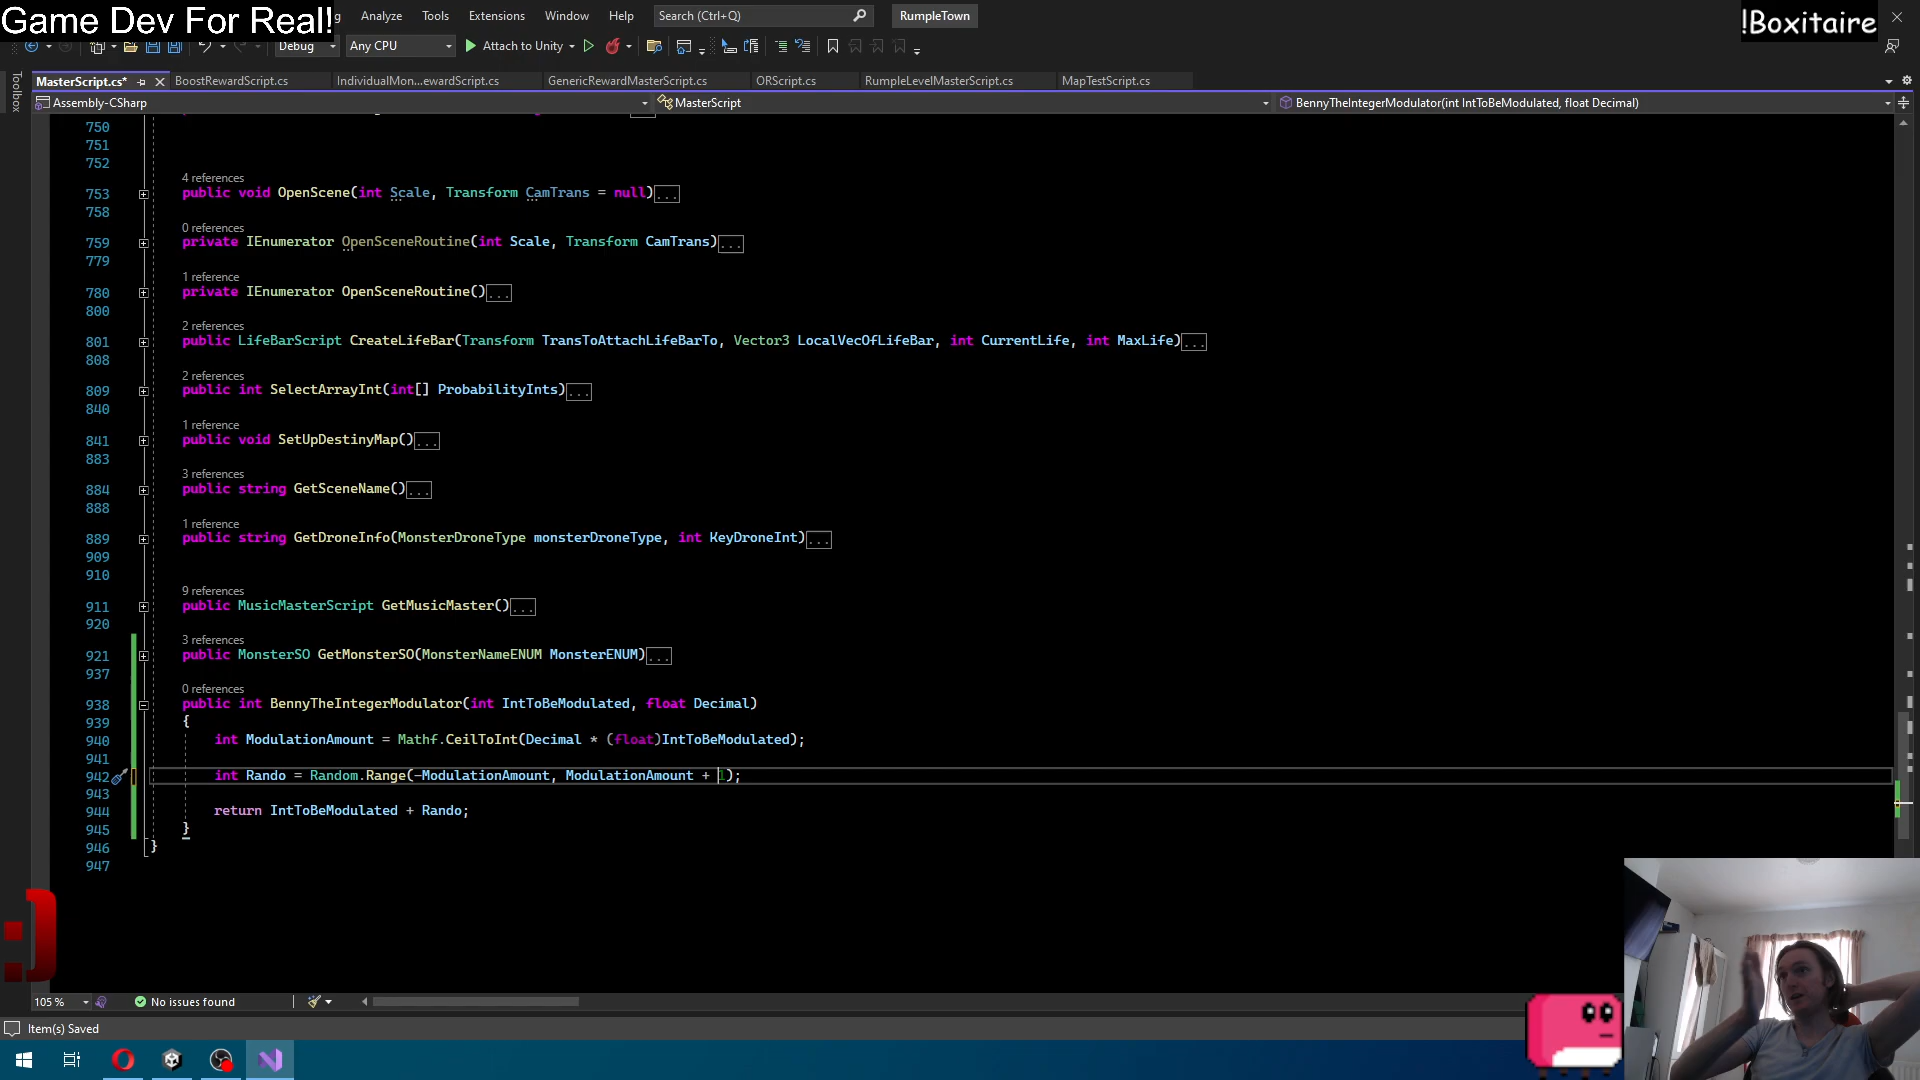 Game Dev For Real!
Analyze Tools Extensions Window Help Search (Ctrl+Q) RumpleTown
!Boxitaire
Debug Any CPU Attach to Unity
Toolbox
MasterScript.cs* BoostRewardScript.cs IndividualMon...ewardScript.cs GenericRewardMasterScript.cs ORScript.cs RumpleLevelMasterScript.cs MapTestScript.cs
Assembly-CSharp MasterScript BennyTheIntegerModulator(int IntToBeModulated, float Decimal)
750
751
752
4 references
753 public void OpenScene(int Scale, Transform CamTrans = null)...
758
0 references
759 private IEnumerator OpenSceneRoutine(int Scale, Transform CamTrans)...
779
1 reference
780 private IEnumerator OpenSceneRoutine()...
800
2 references
801 public LifeBarScript CreateLifeBar(Transform TransToAttachLifeBarTo, Vector3 LocalVecOfLifeBar, int CurrentLife, int MaxLife)...
808
2 references
809 public int SelectArrayInt(int[] ProbabilityInts)...
840
1 reference
841 public void SetUpDestinyMap()...
883
3 references
884 public string GetSceneName()...
888
1 reference
889 public string GetDroneInfo(MonsterDroneType monsterDroneType, int KeyDroneInt)...
909
910
9 references
911 public MusicMasterScript GetMusicMaster()...
920
3 references
921 public MonsterSO GetMonsterSO(MonsterNameENUM MonsterENUM)...
937
0 references
938 public int BennyTheIntegerModulator(int IntToBeModulated, float Decimal)
939 {
940 int ModulationAmount = Mathf.CeilToInt(Decimal * (float)IntToBeModulated);
941
942 int Rando = Random.Range(-ModulationAmount, ModulationAmount + 1);
943
944 return IntToBeModulated + Rando;
945 }
946 }
947
105 % No issues found
Item(s) Saved